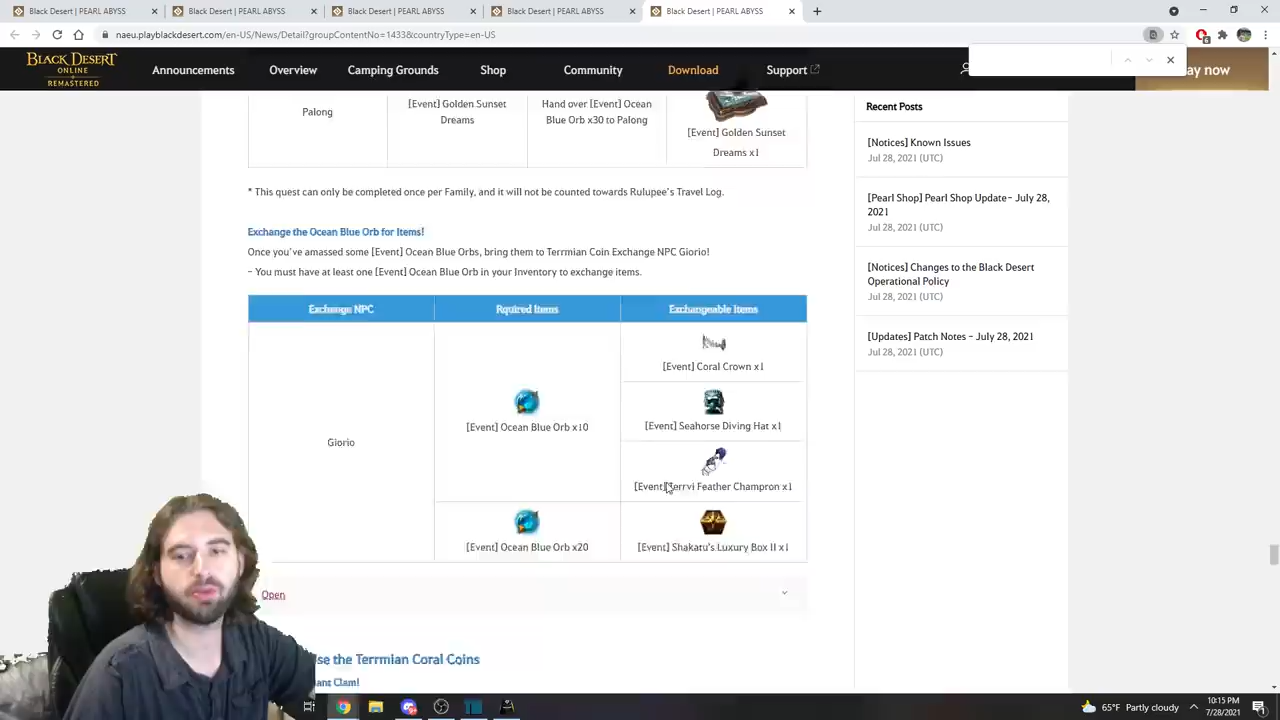 Black Desert | PEARL ABYSS
Black Desert | PEARL ABYSS
Black Desert | PEARL ABYSS
Black Desert | PEARL ABYSS
Black Desert | PEARL ABYSS
naeu.playblackdesert.com/en-US/News/Detail?groupContentNo=1433&countryType=en-US
6
BLACK DESERT
ONLINE
REMASTERED
Announcements
Overview
Camping Grounds
Shop
Community
Download
Support
ay now
Palong
[Event] Golden Sunset
Dreams
Hand over [Event] Ocean
Blue Orb x30 to Palong
[Event] Golden Sunset
Dreams x1
* This quest can only be completed once per Family, and it will not be counted towards Rulupee's Travel Log.
Exchange the Ocean Blue Orb for Items!
Once you've amassed some [Event] Ocean Blue Orbs, bring them to Terrmian Coin Exchange NPC Giorio!
– You must have at least one [Event] Ocean Blue Orb in your Inventory to exchange items.
Exchange NPC
Rquired Items
Exchangeable Items
Giorio
[Event] Ocean Blue Orb x10
[Event] Coral Crown x1
[Event] Seahorse Diving Hat x1
[Event] Terrvi Feather Champron x1
[Event] Ocean Blue Orb x20
[Event] Shakatu's Luxury Box II x1
Open
se the Terrmian Coral Coins
ant Clam!
Recent Posts
[Notices] Known Issues
Jul 28, 2021 (UTC)
[Pearl Shop] Pearl Shop Update – July 28,
2021
Jul 28, 2021 (UTC)
[Notices] Changes to the Black Desert
Operational Policy
Jul 28, 2021 (UTC)
[Updates] Patch Notes – July 28, 2021
Jul 28, 2021 (UTC)
65°F Partly cloudy
10:15 PM
7/28/2021
1